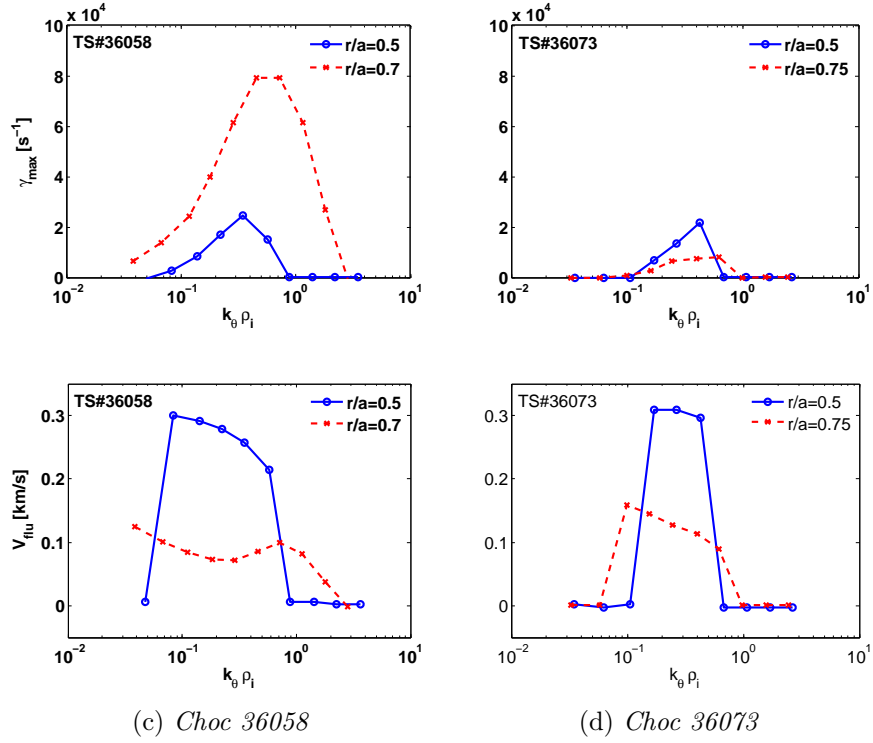 10 x 10⁴
8
6
4
2
0
γmax [s⁻¹]
TS#36058
r/a=0.5
r/a=0.7
10⁻² 10⁻¹ 10⁰ 10¹
kθ ρi
10 x 10⁴
8
6
4
2
0
TS#36073
r/a=0.5
r/a=0.75
10⁻² 10⁻¹ 10⁰ 10¹
kθ ρi
0.3
0.2
0.1
0
Vflu [km/s]
TS#36058
r/a=0.5
r/a=0.7
10⁻² 10⁻¹ 10⁰ 10¹
kθ ρi
0.3
0.2
0.1
0
TS#36073
r/a=0.5
r/a=0.75
10⁻² 10⁻¹ 10⁰ 10¹
kθ ρi
(c) Choc 36058
(d) Choc 36073